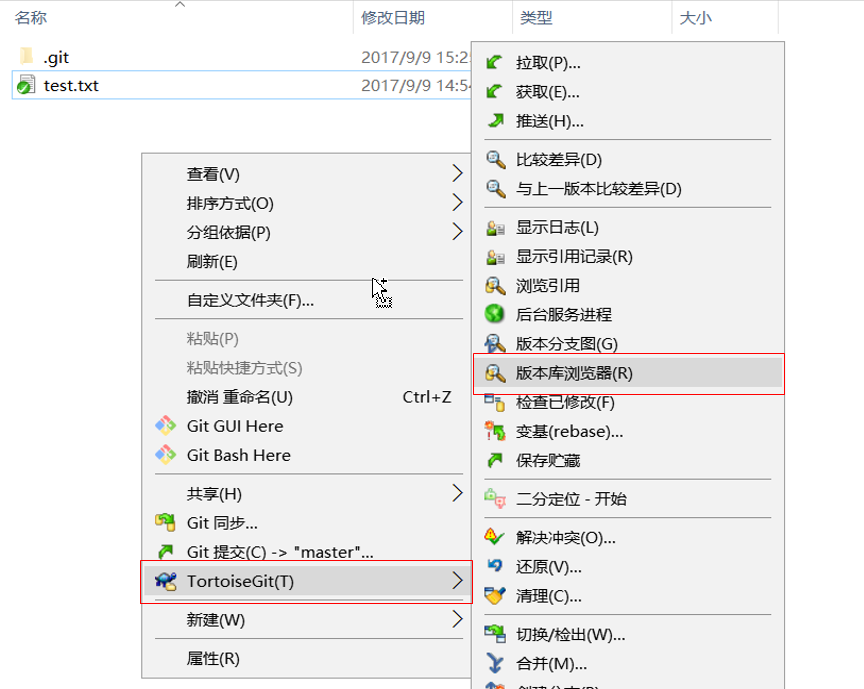 名称 修改日期 类型 大小
.git 2017/9/9 15:2
test.txt 2017/9/9 14:54
查看(V)
排序方式(O)
分组依据(P)
刷新(E)
自定义文件夹(F)...
粘贴(P)
粘贴快捷方式(S)
撤消 重命名(U) Ctrl+Z
Git GUI Here
Git Bash Here
共享(H)
Git 同步...
Git 提交(C) -> "master"...
TortoiseGit(T)
新建(W)
属性(R)
拉取(P)...
获取(E)...
推送(H)...
比较差异(D)
与上一版本比较差异(D)
显示日志(L)
显示引用记录(R)
浏览引用
后台服务进程
版本分支图(G)
版本库浏览器(R)
检查已修改(F)
变基(rebase)...
保存贮藏
二分定位 - 开始
解决冲突(O)...
还原(V)...
清理(C)...
切换/检出(W)...
合并(M)...